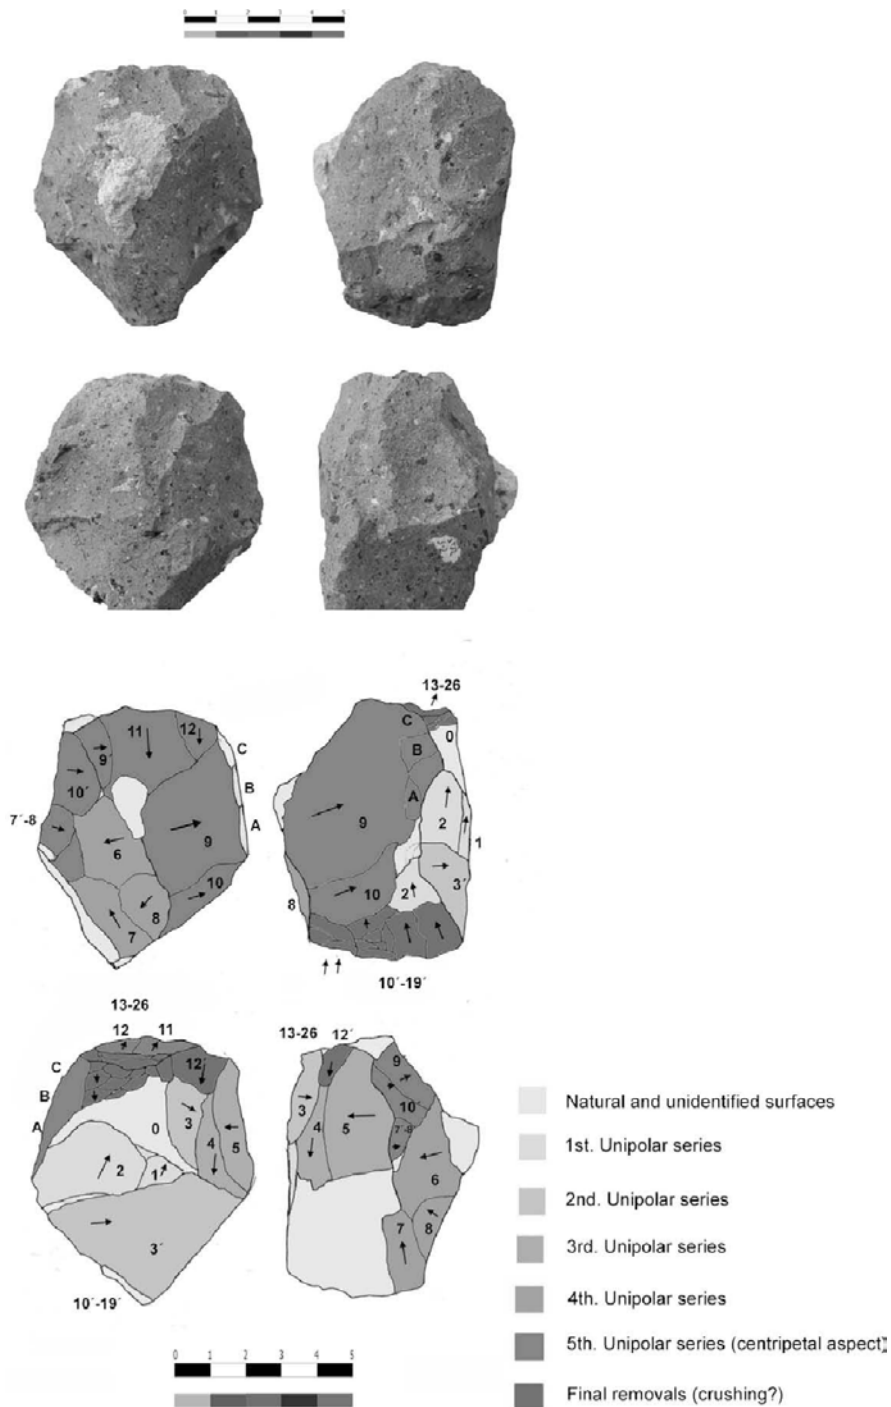 0 1 2 3 4 5
13-26
C
0
B
A
2
1
9
3´
10
2´
8
10´-19´
11
12
C
9´
B
10´
A
7´-8
6
9
10
8
7
13-26
12 11
C
12´
B
A
0
3
4
5
2
1
3´
10´-19´
13-26 12´
9´
3
10´
4
5
7´-8
6
7
8
Natural and unidentified surfaces
1st. Unipolar series
2nd. Unipolar series
3rd. Unipolar series
4th. Unipolar series
5th. Unipolar series (centripetal aspect)
Final removals (crushing?)
0 1 2 3 4 5